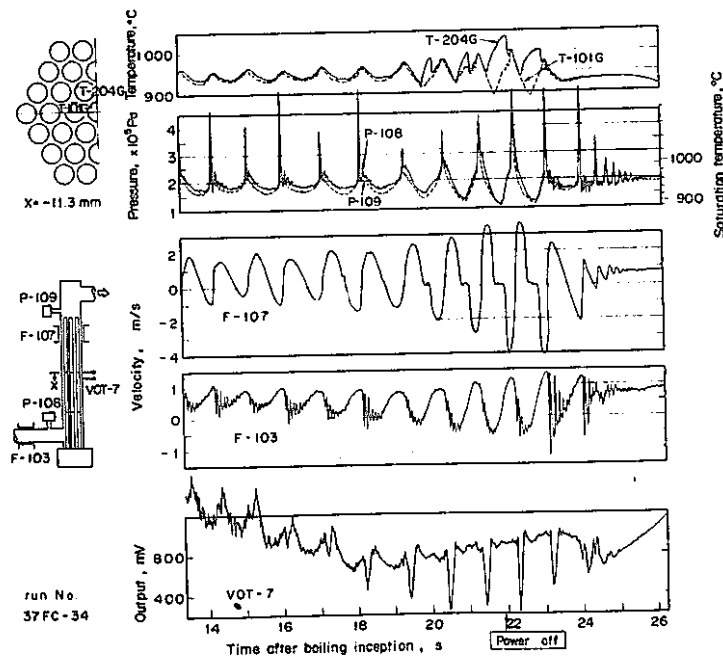 Temperature, °C
1000
900
T-204G
T-101G
T-204G
T-101G
X= -11.3 mm
Pressure, x 10⁵Pa
4
3
2
1
P-108
P-109
1000
900
Saturation temperature, °C
P-109
F-107
X
VOT-7
P-108
F-103
Velocity, m/s
2
0
-2
-4
F-107
1
0
-1
F-103
Output, mV
800
400
VOT-7
run No.
37FC-34
14 16 18 20 22 24 26
Time after boiling inception, s
Power off